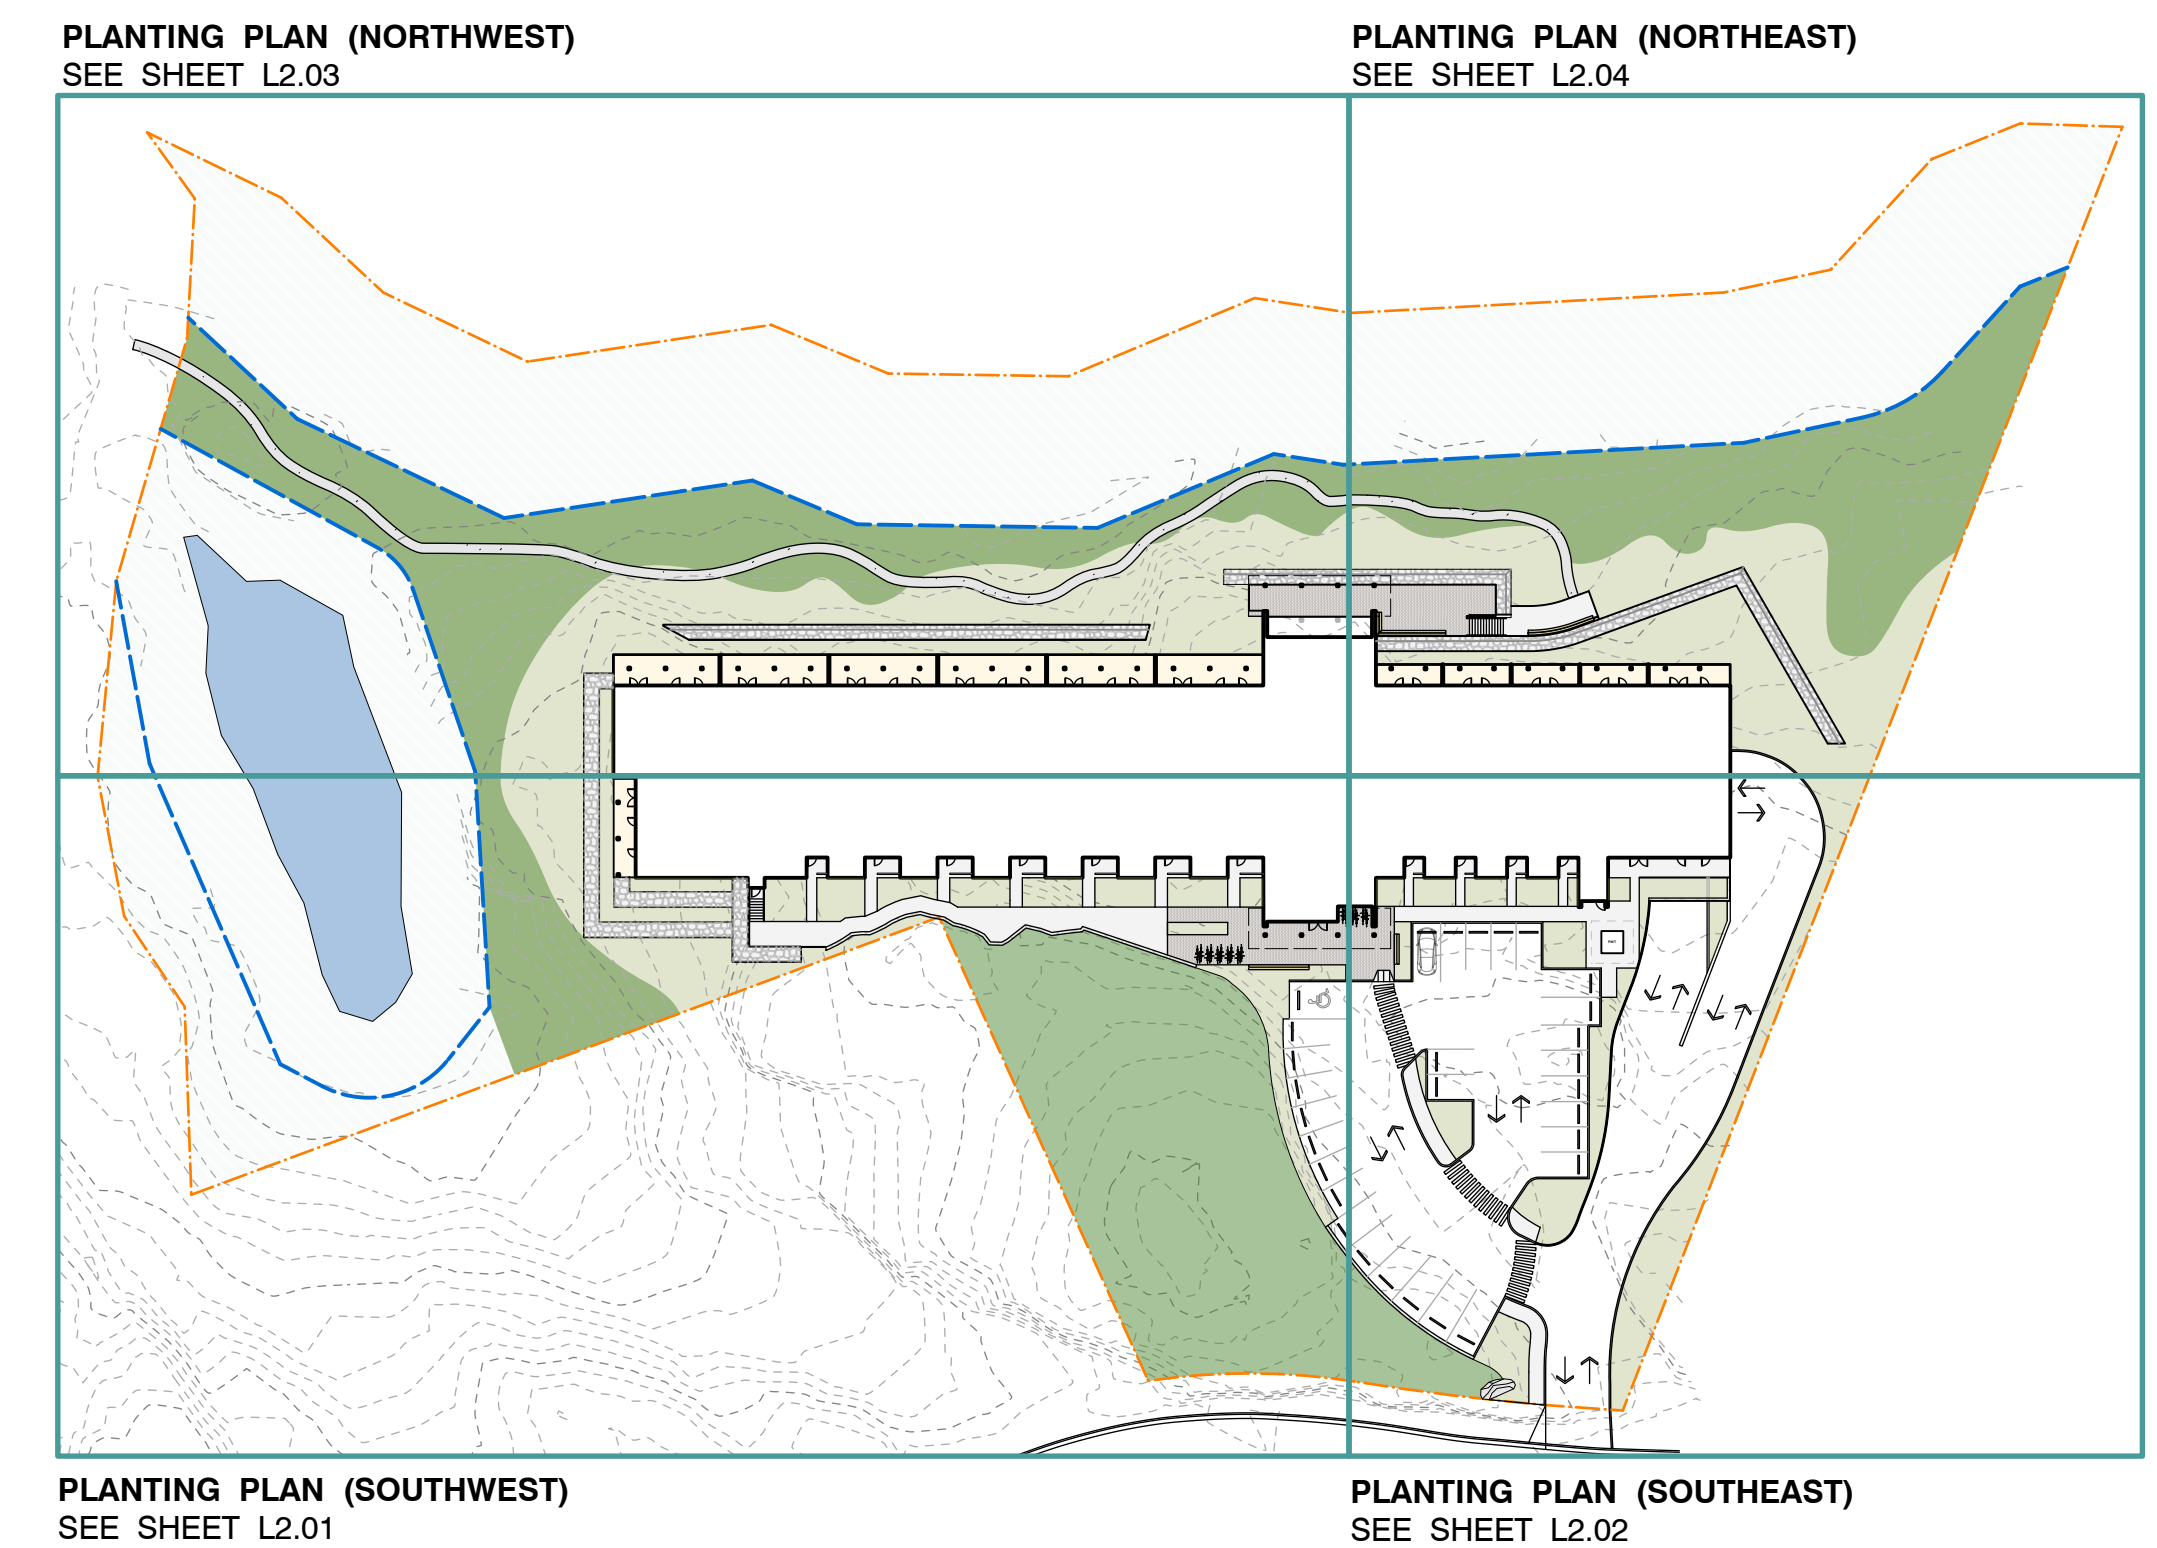 PLANTING PLAN (NORTHWEST)
SEE SHEET L2.03
PLANTING PLAN (NORTHEAST)
SEE SHEET L2.04
PLANTING PLAN (SOUTHWEST)
SEE SHEET L2.01
PLANTING PLAN (SOUTHEAST)
SEE SHEET L2.02